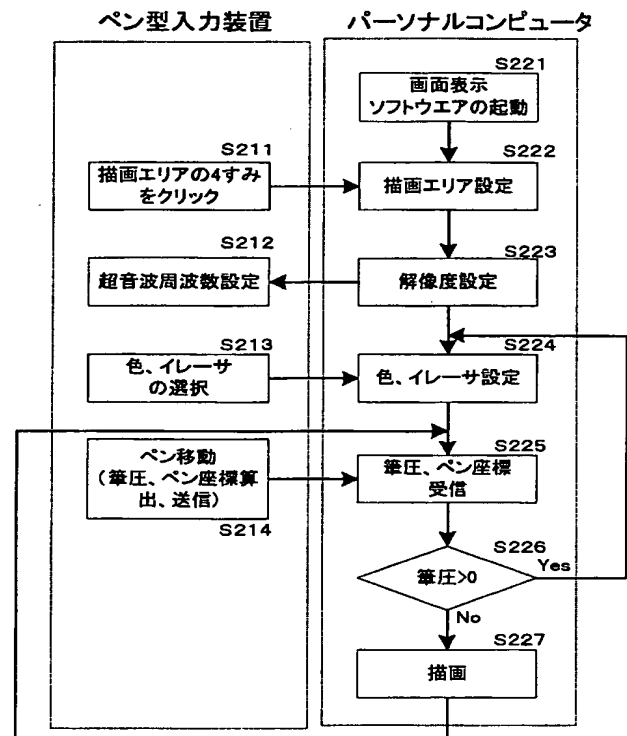 ペン型入力装置
パーソナルコンピュータ
S221
画面表示
ソフトウエアの起動
S211
描画エリアの4すみ
をクリック
S222
描画エリア設定
S212
超音波周波数設定
S223
解像度設定
S213
色、イレーサ
の選択
S224
色、イレーサ設定
ペン移動
(筆圧、ペン座標算
出、送信)
S214
S225
筆圧、ペン座標
受信
S226
筆圧>0
Yes
No
S227
描画